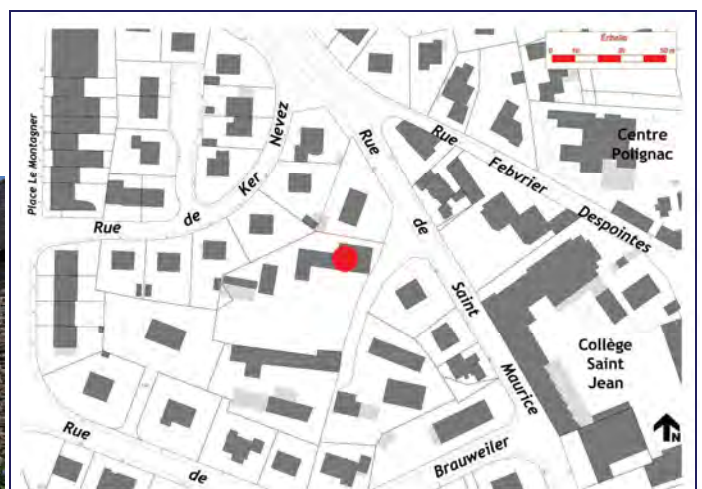 Échelle
0 10 20 50 m
Place Le Montagner
Rue de Ker Nevez
Rue de Saint Maurice
Rue Febvrier Despointes
Centre
Polignac
Collège
Saint
Jean
N
Rue de Brauweiler